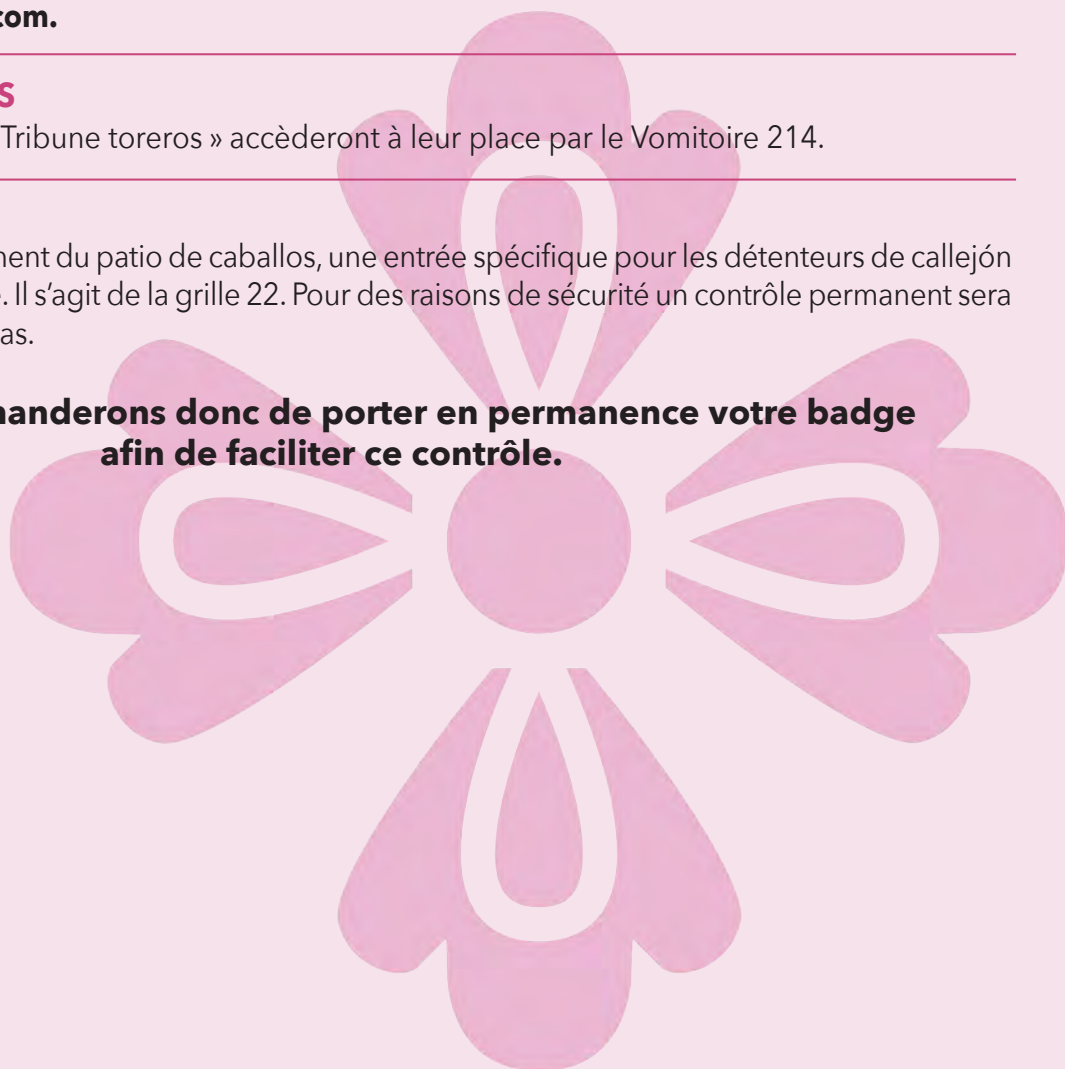 com.
S
Tribune toreros » accèderont à leur place par le Vomitoire 214.
nent du patio de caballos, une entrée spécifique pour les détenteurs de callejón
. Il s'agit de la grille 22. Pour des raisons de sécurité un contrôle permanent sera
as.
anderons donc de porter en permanence votre badge
afin de faciliter ce contrôle.